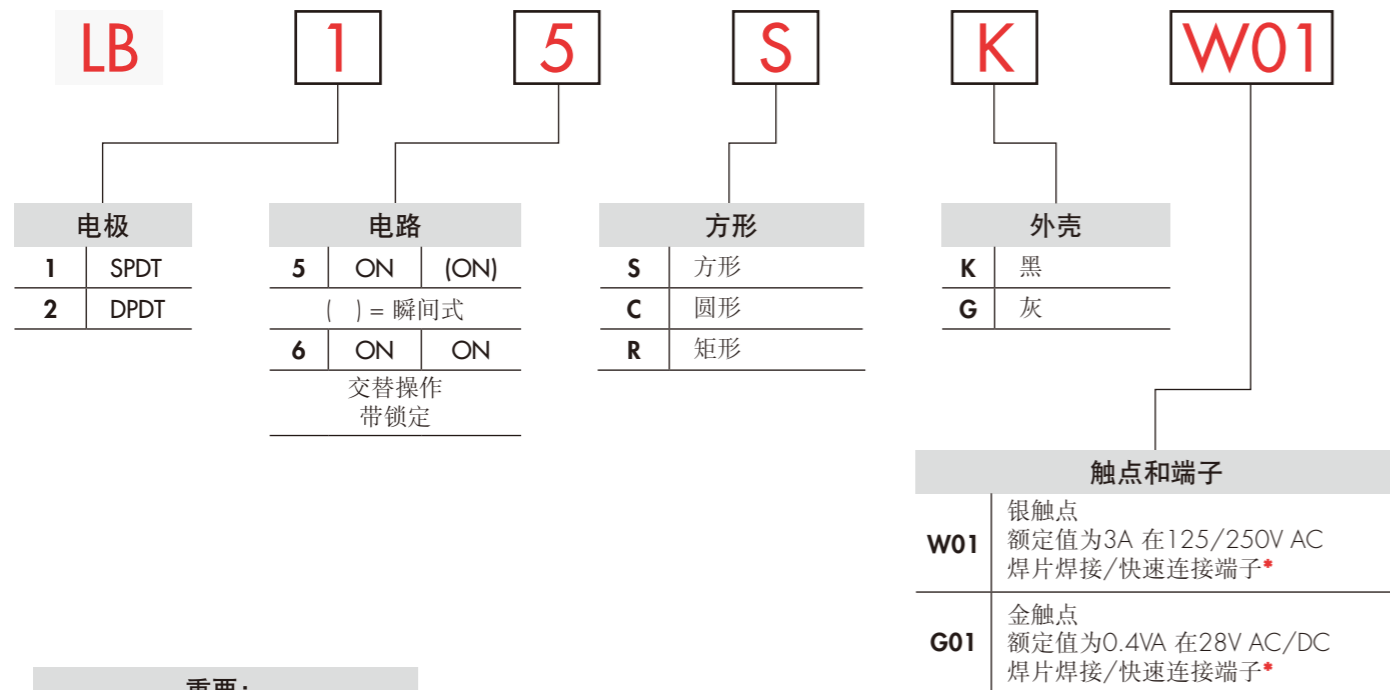 LB 1 5 S K W01
电极
1 SPDT
2 DPDT
电路
5 ON (ON)
( ) = 瞬间式
6 ON ON
交替操作
带锁定
方形
S 方形
C 圆形
R 矩形
外壳
K 黑
G 灰
触点和端子
W01 银触点
额定值为3A 在125/250V AC
焊片焊接/快速连接端子*
G01 金触点
额定值为0.4VA 在28V AC/DC
焊片焊接/快速连接端子*
重要: